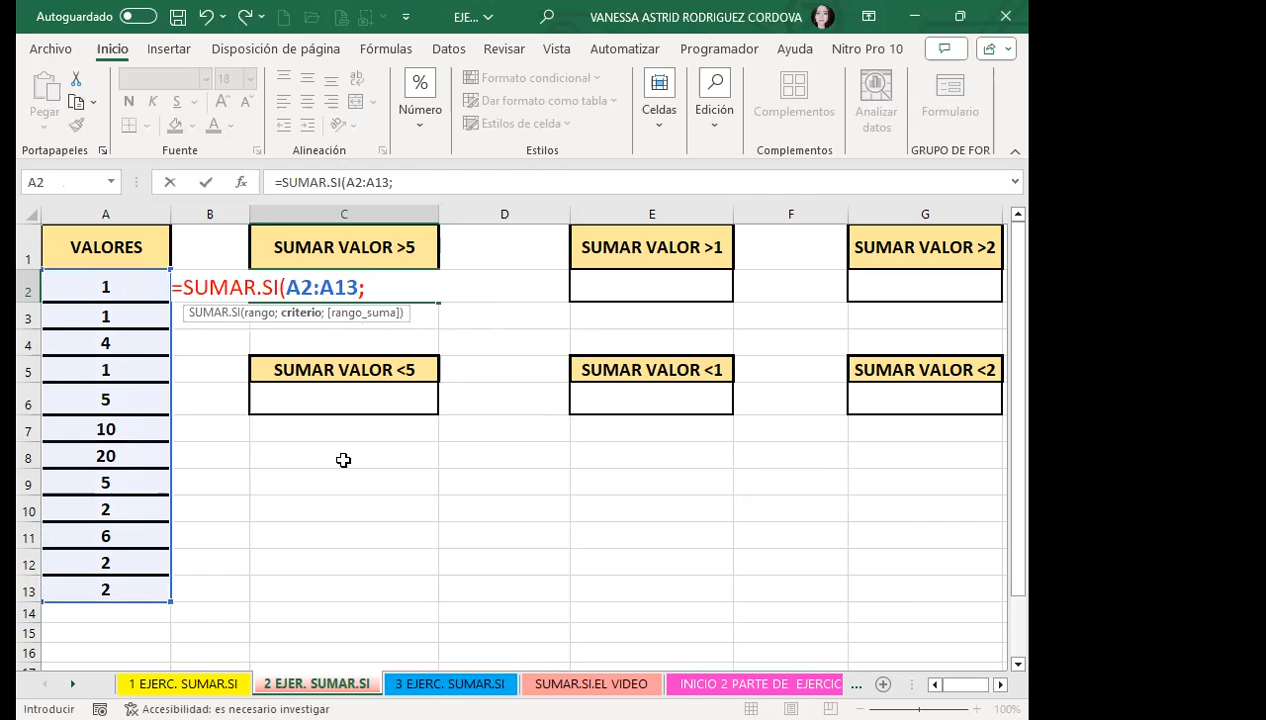 Autoguardado
EJE...
VANESSA ASTRID RODRIGUEZ CORDOVA
Archivo Inicio Insertar Disposición de página Fórmulas Datos Revisar Vista Automatizar Programador Ayuda Nitro Pro 10
Pegar
18
N K S
A A
%
Número
Formato condicional
Dar formato como tabla
Estilos de celda
Celdas
Edición
Complementos
Analizar datos
Formulario
Portapapeles Fuente Alineación Estilos Complementos GRUPO DE FOR
A2 fx =SUMAR.SI(A2:A13;
A B C D E F G
1 VALORES SUMAR VALOR >5 SUMAR VALOR >1 SUMAR VALOR >2
2 1 =SUMAR.SI(A2:A13;
SUMAR.SI(rango; criterio; [rango_suma])
3 1
4 4
5 1 SUMAR VALOR <5 SUMAR VALOR <1 SUMAR VALOR <2
6 5
7 10
8 20
9 5
10 2
11 6
12 2
13 2
14
15
16
1 EJERC. SUMAR.SI 2 EJER. SUMAR.SI 3 EJERC. SUMAR.SI SUMAR.SI.EL VIDEO INICIO 2 PARTE DE EJERCIC ...
Introducir Accesibilidad: es necesario investigar 100%